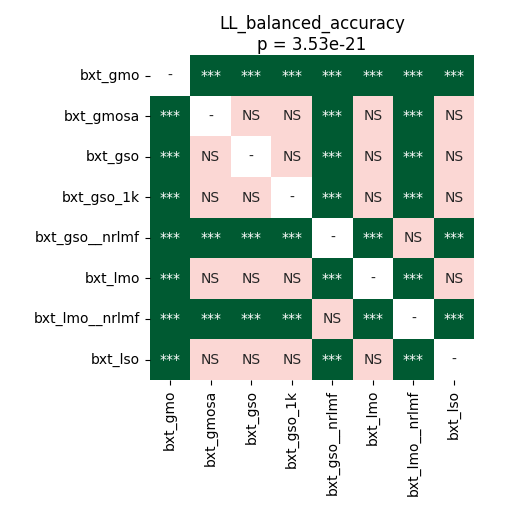 LL_balanced_accuracy
p = 3.53e-21
bxt_gmo - *** *** *** *** *** *** ***
bxt_gmosa *** - NS NS *** NS *** NS
bxt_gso *** NS - NS *** NS *** NS
bxt_gso_1k *** NS NS - *** NS *** NS
bxt_gso__nrlmf *** *** *** *** - *** NS ***
bxt_lmo *** NS NS NS *** - *** NS
bxt_lmo__nrlmf *** *** *** *** NS *** - ***
bxt_lso *** NS NS NS *** NS *** -
bxt_gmo
bxt_gmosa
bxt_gso
bxt_gso_1k
bxt_gso__nrlmf
bxt_lmo
bxt_lmo__nrlmf
bxt_lso